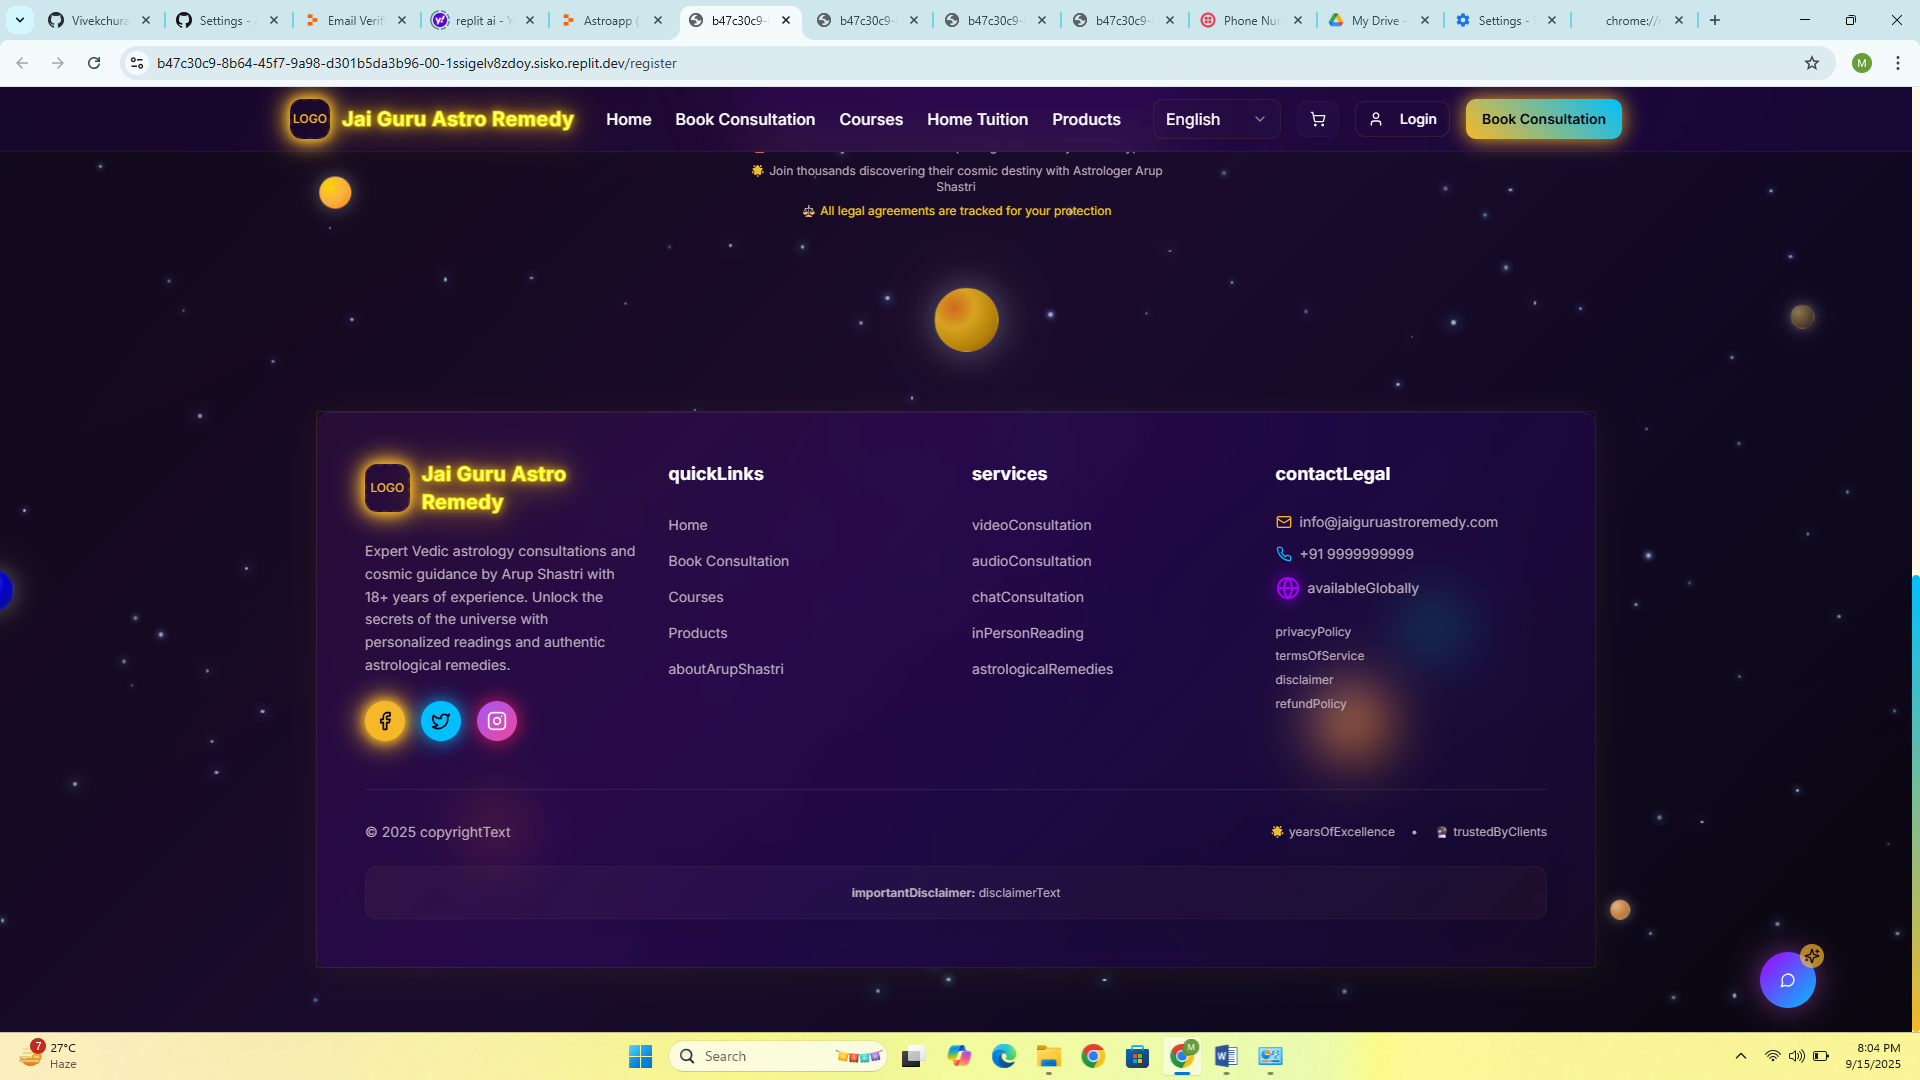 Vivekchura
Settings - A
Email Verifi
replit ai - Y
Astroapp (
b47c30c9-
b47c30c9-
b47c30c9-
b47c30c9-
Phone Nun
My Drive -
Settings -
chrome://
b47c30c9-8b64-45f7-9a98-d301b5da3b96-00-1ssigelv8zdoy.sisko.replit.dev/register
M
LOGO
Jai Guru Astro Remedy
Home
Book Consultation
Courses
Home Tuition
Products
English
Login
Book Consultation
🌟 Join thousands discovering their cosmic destiny with Astrologer Arup
Shastri
⚖️ All legal agreements are tracked for your protection
LOGO
Jai Guru Astro
Remedy
Expert Vedic astrology consultations and
cosmic guidance by Arup Shastri with
18+ years of experience. Unlock the
secrets of the universe with
personalized readings and authentic
astrological remedies.
quickLinks
Home
Book Consultation
Courses
Products
aboutArupShastri
services
videoConsultation
audioConsultation
chatConsultation
inPersonReading
astrologicalRemedies
contactLegal
info@jaiguruastroremedy.com
+91 9999999999
availableGlobally
privacyPolicy
termsOfService
disclaimer
refundPolicy
© 2025 copyrightText
🌟 yearsOfExcellence • 🔮 trustedByClients
importantDisclaimer: disclaimerText
7
27°C
Haze
Search
M
8:04 PM
9/15/2025